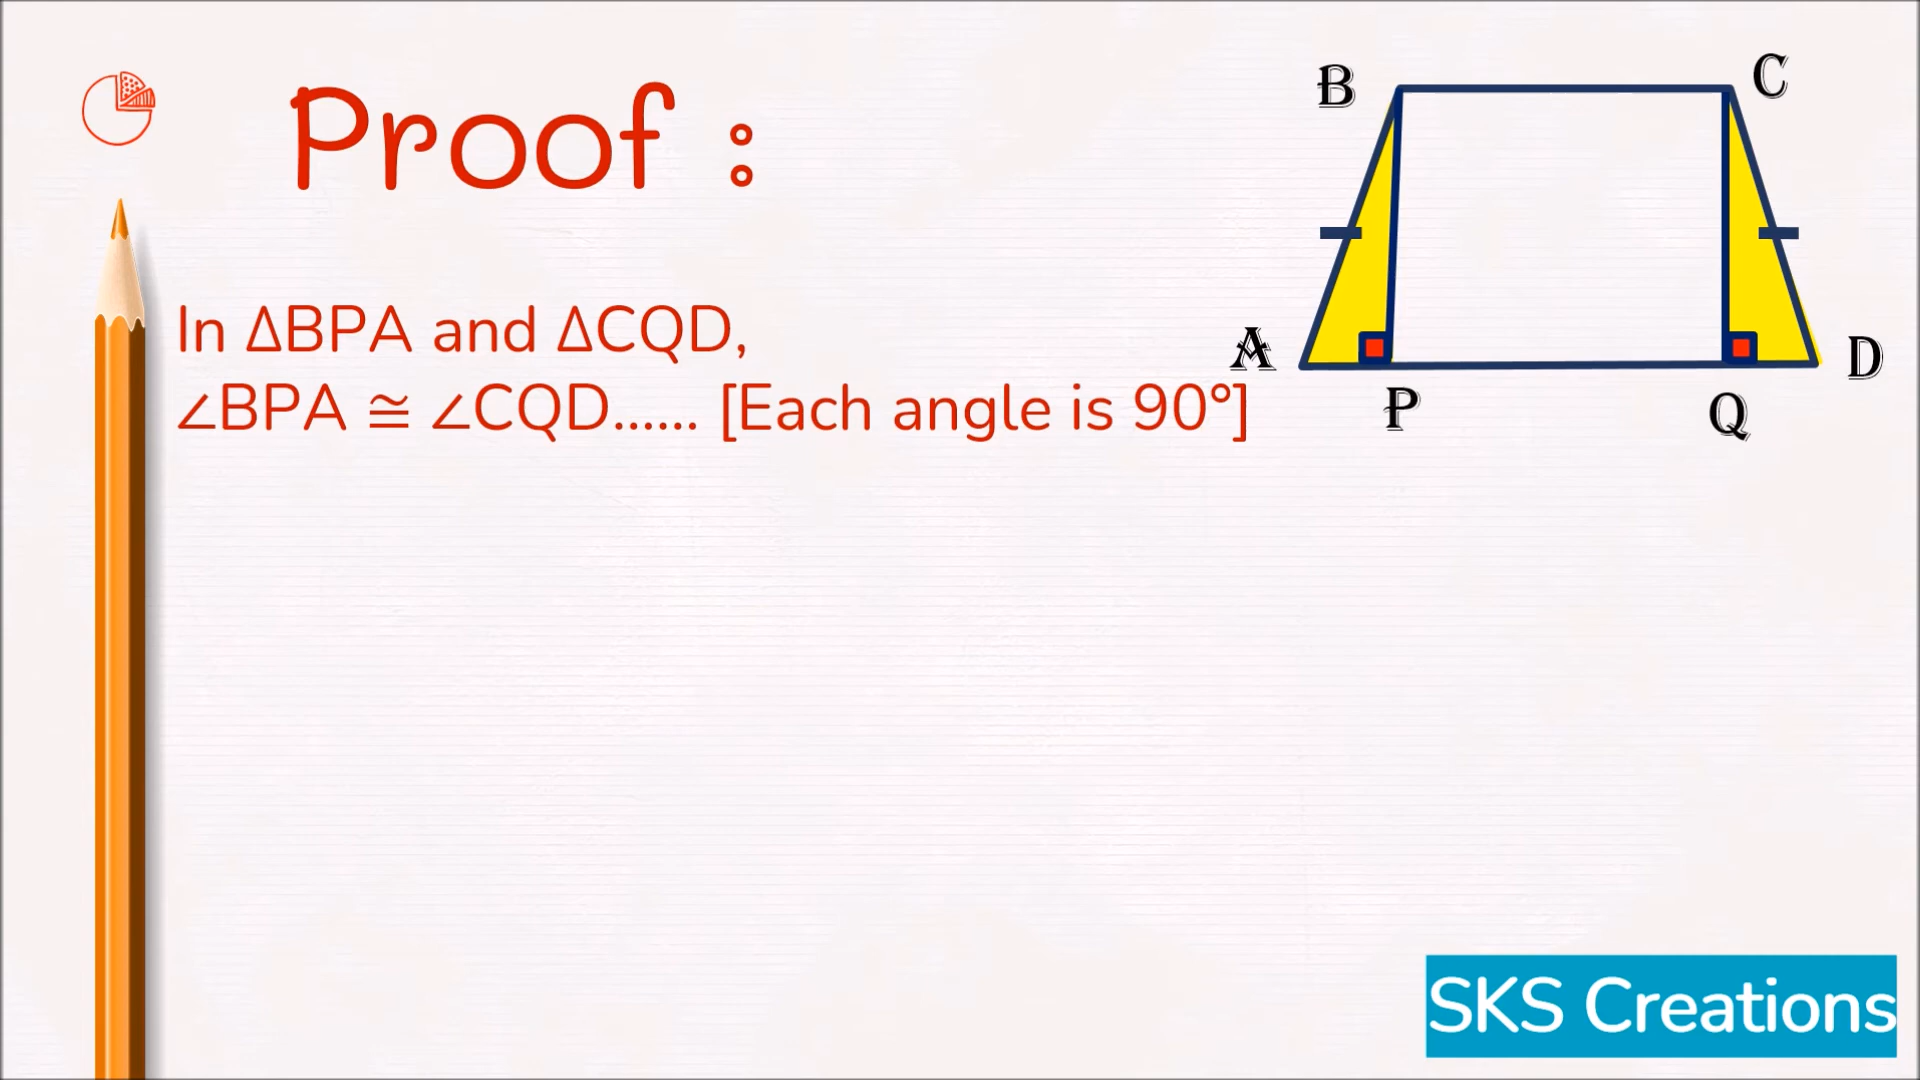 Proof :
B
C
In ΔBPA and ΔCQD,
A
D
∠BPA ≅ ∠CQD...... [Each angle is 90°]
P
Q
SKS Creations